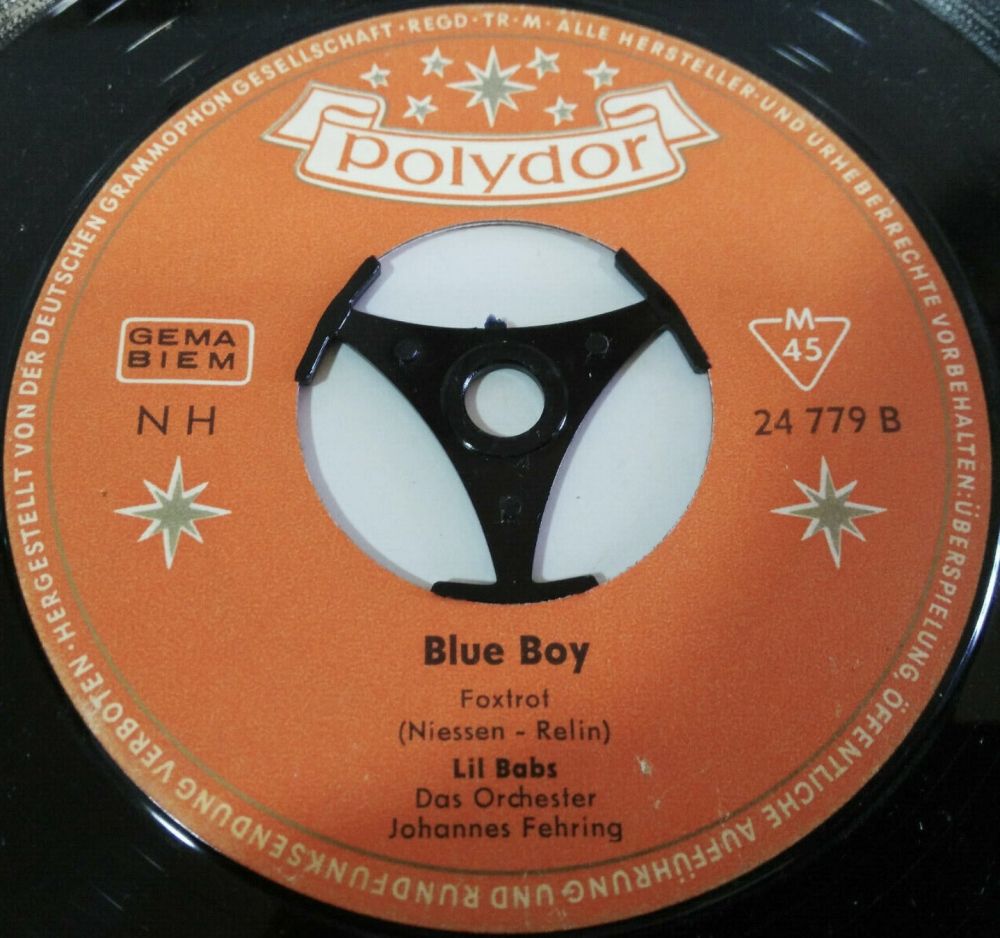 HERGESTELLT VON DER DEUTSCHEN GRAMMOPHON GESELLSCHAFT · REGD · TR · M · ALLE HERSTELLER- UND URHEBERRECHTE VORBEHALTEN: ÜBERSPIELUNG, ÖFFENTLICHE AUFFÜHRUNG UND RUNDFUNKSENDUNG VERBOTEN ·
polydor
GEMA
BIEM
NH
M
45
24 779 B
Blue Boy
Foxtrot
(Niessen - Relin)
Lil Babs
Das Orchester
Johannes Fehring